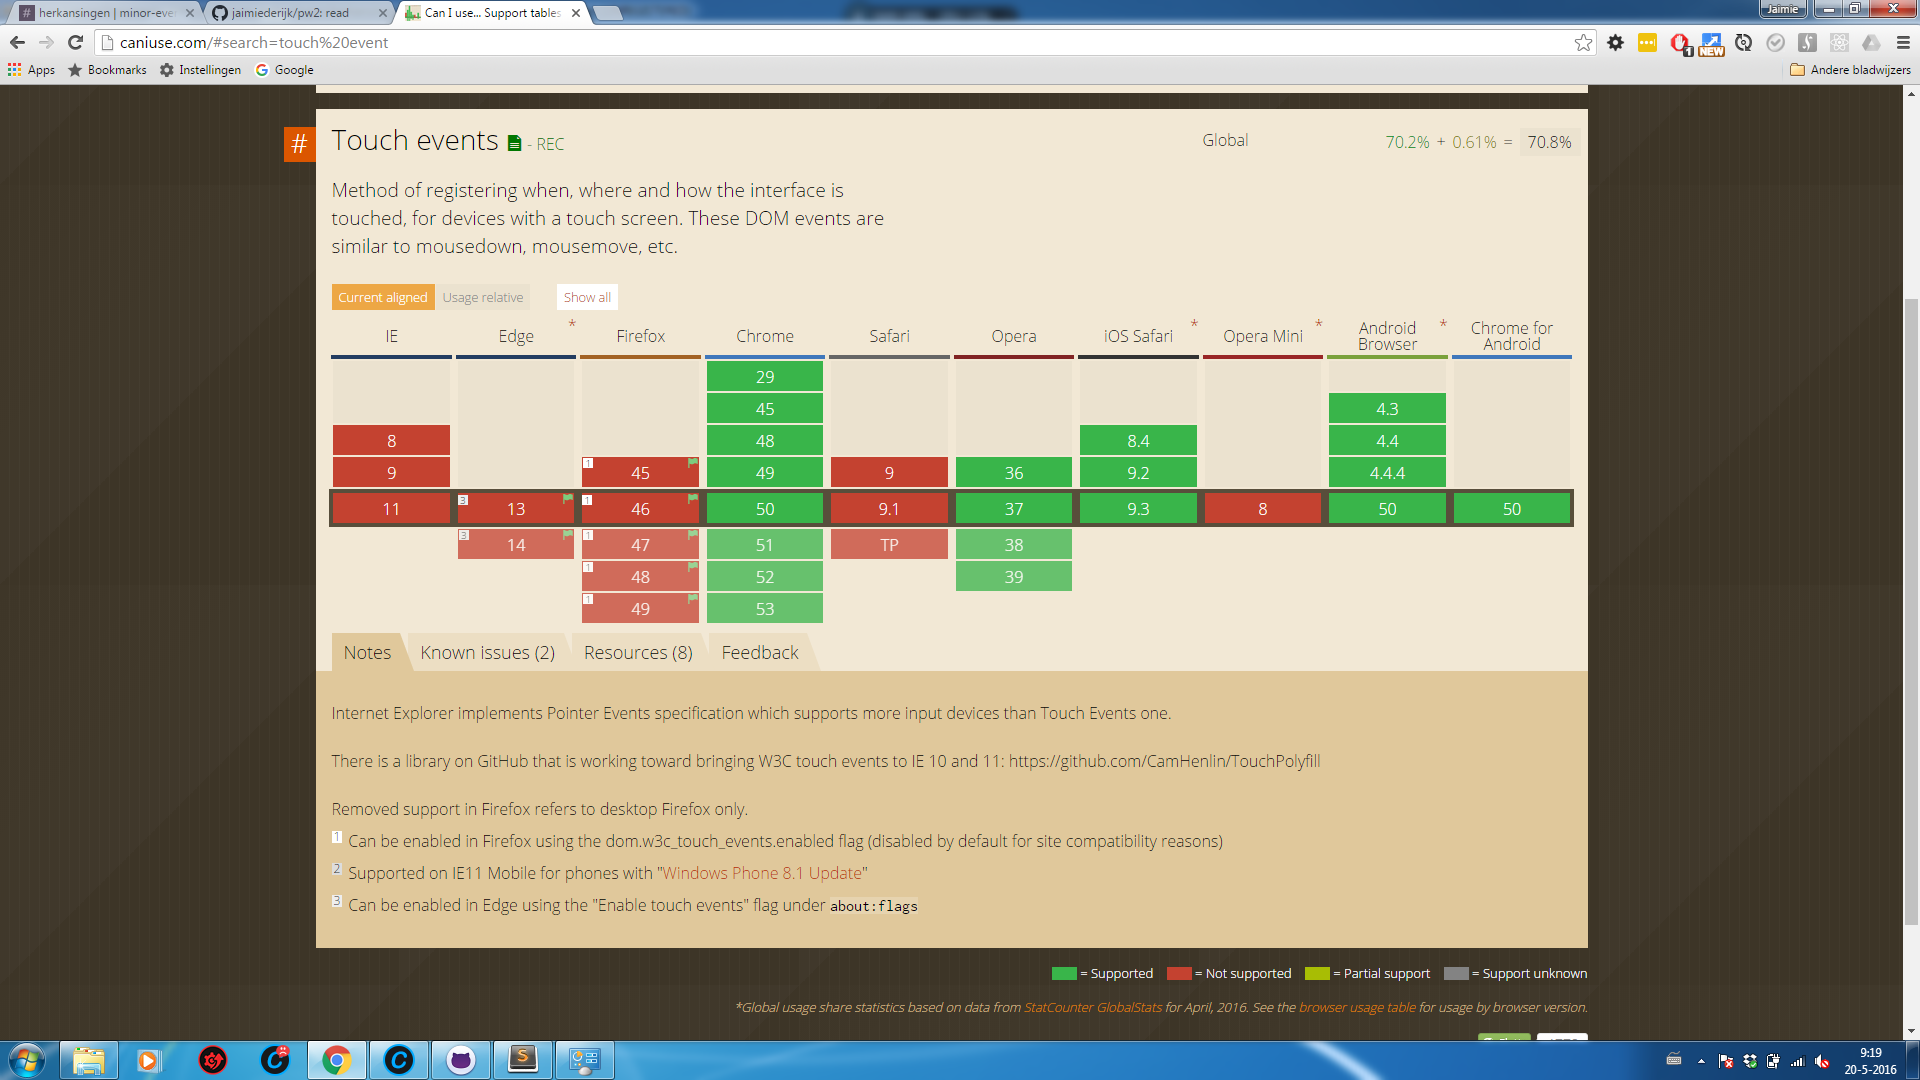 herkansingen | minor-eve
jaimiederijk/pw2: read
Can I use... Support tables
Jaimie
caniuse.com/#search=touch%20event
1
NEW
Apps
Bookmarks
Instellingen
Google
Andere bladwijzers
#
Touch events - REC
Global
70.2% + 0.61% = 70.8%
Method of registering when, where and how the interface is
touched, for devices with a touch screen. These DOM events are
similar to mousedown, mousemove, etc.
Current aligned Usage relative Show all
IE Edge * Firefox Chrome Safari Opera iOS Safari * Opera Mini * Android Browser * Chrome for Android
29
45 4.3
8 48 8.4 4.4
9 1 45 49 9 36 9.2 4.4.4
11 3 13 1 46 50 9.1 37 9.3 8 50 50
3 14 1 47 51 TP 38
1 48 52 39
1 49 53
Notes Known issues (2) Resources (8) Feedback
Internet Explorer implements Pointer Events specification which supports more input devices than Touch Events one.
There is a library on GitHub that is working toward bringing W3C touch events to IE 10 and 11: https://github.com/CamHenlin/TouchPolyfill
Removed support in Firefox refers to desktop Firefox only.
1 Can be enabled in Firefox using the dom.w3c_touch_events.enabled flag (disabled by default for site compatibility reasons)
2 Supported on IE11 Mobile for phones with "Windows Phone 8.1 Update"
3 Can be enabled in Edge using the "Enable touch events" flag under about:flags
= Supported = Not supported = Partial support = Support unknown
*Global usage share statistics based on data from StatCounter GlobalStats for April, 2016. See the browser usage table for usage by browser version.
9:19
20-5-2016